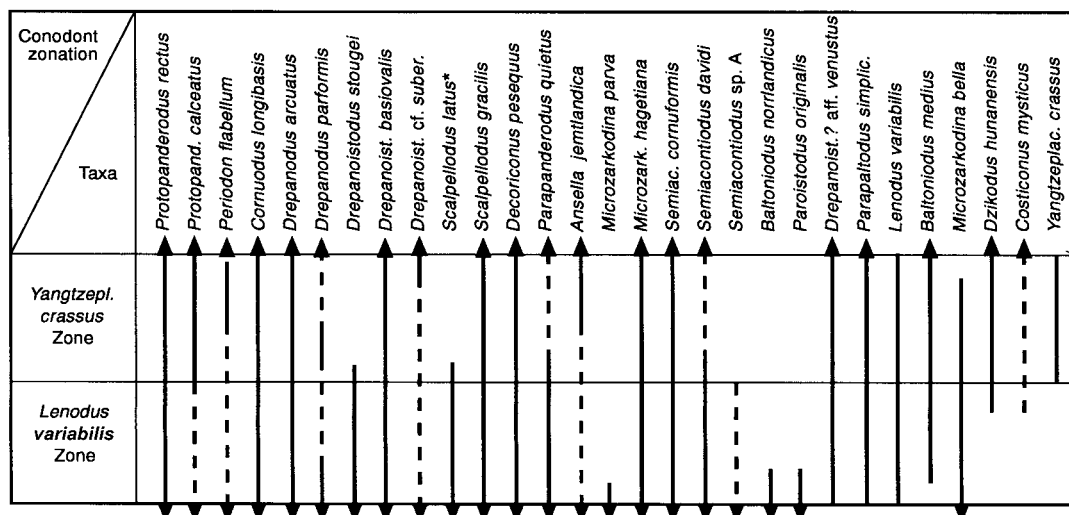 Conodont
zonation
Taxa
Protopanderodus rectus
Protopand. calceatus
Periodon flabellum
Cornuodus longibasis
Drepanodus arcuatus
Drepanodus parformis
Drepanoistodus stougei
Drepanoist. basiovalis
Drepanoist. cf. suber.
Scalpellodus latus*
Scalpellodus gracilis
Decoriconus pesequus
Parapanderodus quietus
Ansella jemtlandica
Microzarkodina parva
Microzark. hagetiana
Semiac. cornuformis
Semiacontiodus davidi
Semiacontiodus sp. A
Baltoniodus norrlandicus
Paroistodus originalis
Drepanoist.? aff. venustus
Parapaltodus simplic.
Lenodus variabilis
Baltoniodus medius
Microzarkodina bella
Dzikodus hunanensis
Costiconus mysticus
Yangtzeplac. crassus
Yangtzepl.
crassus
Zone
Lenodus
variabilis
Zone